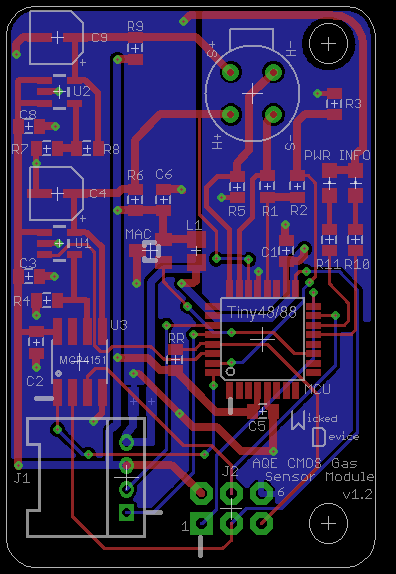 R9
C9
S+
H-
+
U2
R3
C8
R7
R8
H+
S-
PWR INFO
R6
C6
C4
R5
R1
R2
+
MAC
L1
U1
C1
R11
R10
C3
R4
Tiny48/88
U3
RR
MCP4151
C2
MCU
+ +
C5
icked
evice
J1
J2
AQE CMOS Gas
Sensor Module
6
v1.2
1